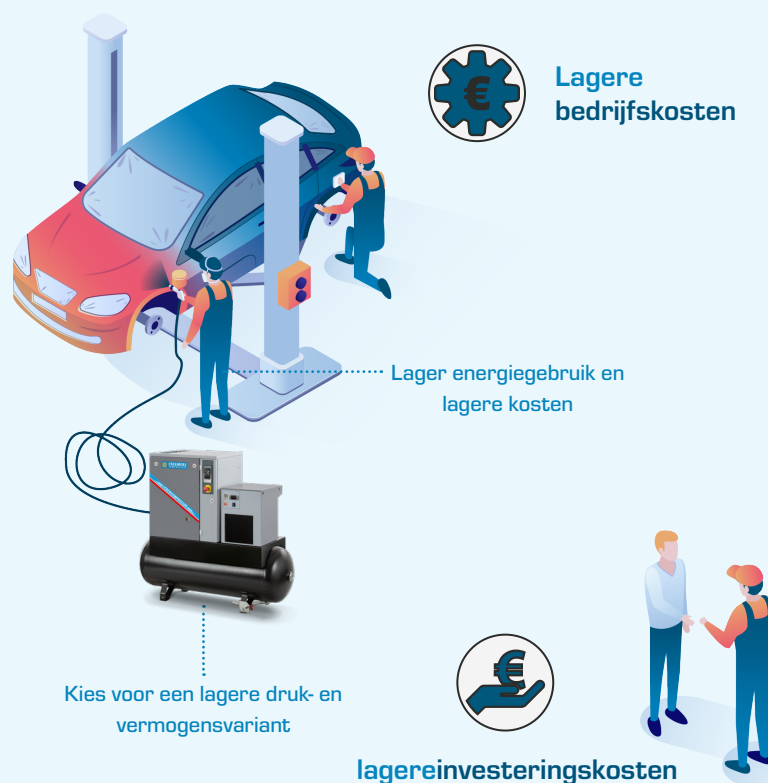 Lagere
bedrijfskosten
€
Lager energiegebruik en
lagere kosten
Kies voor een lagere druk- en
vermogensvariant
€
lagereinvesteringskosten